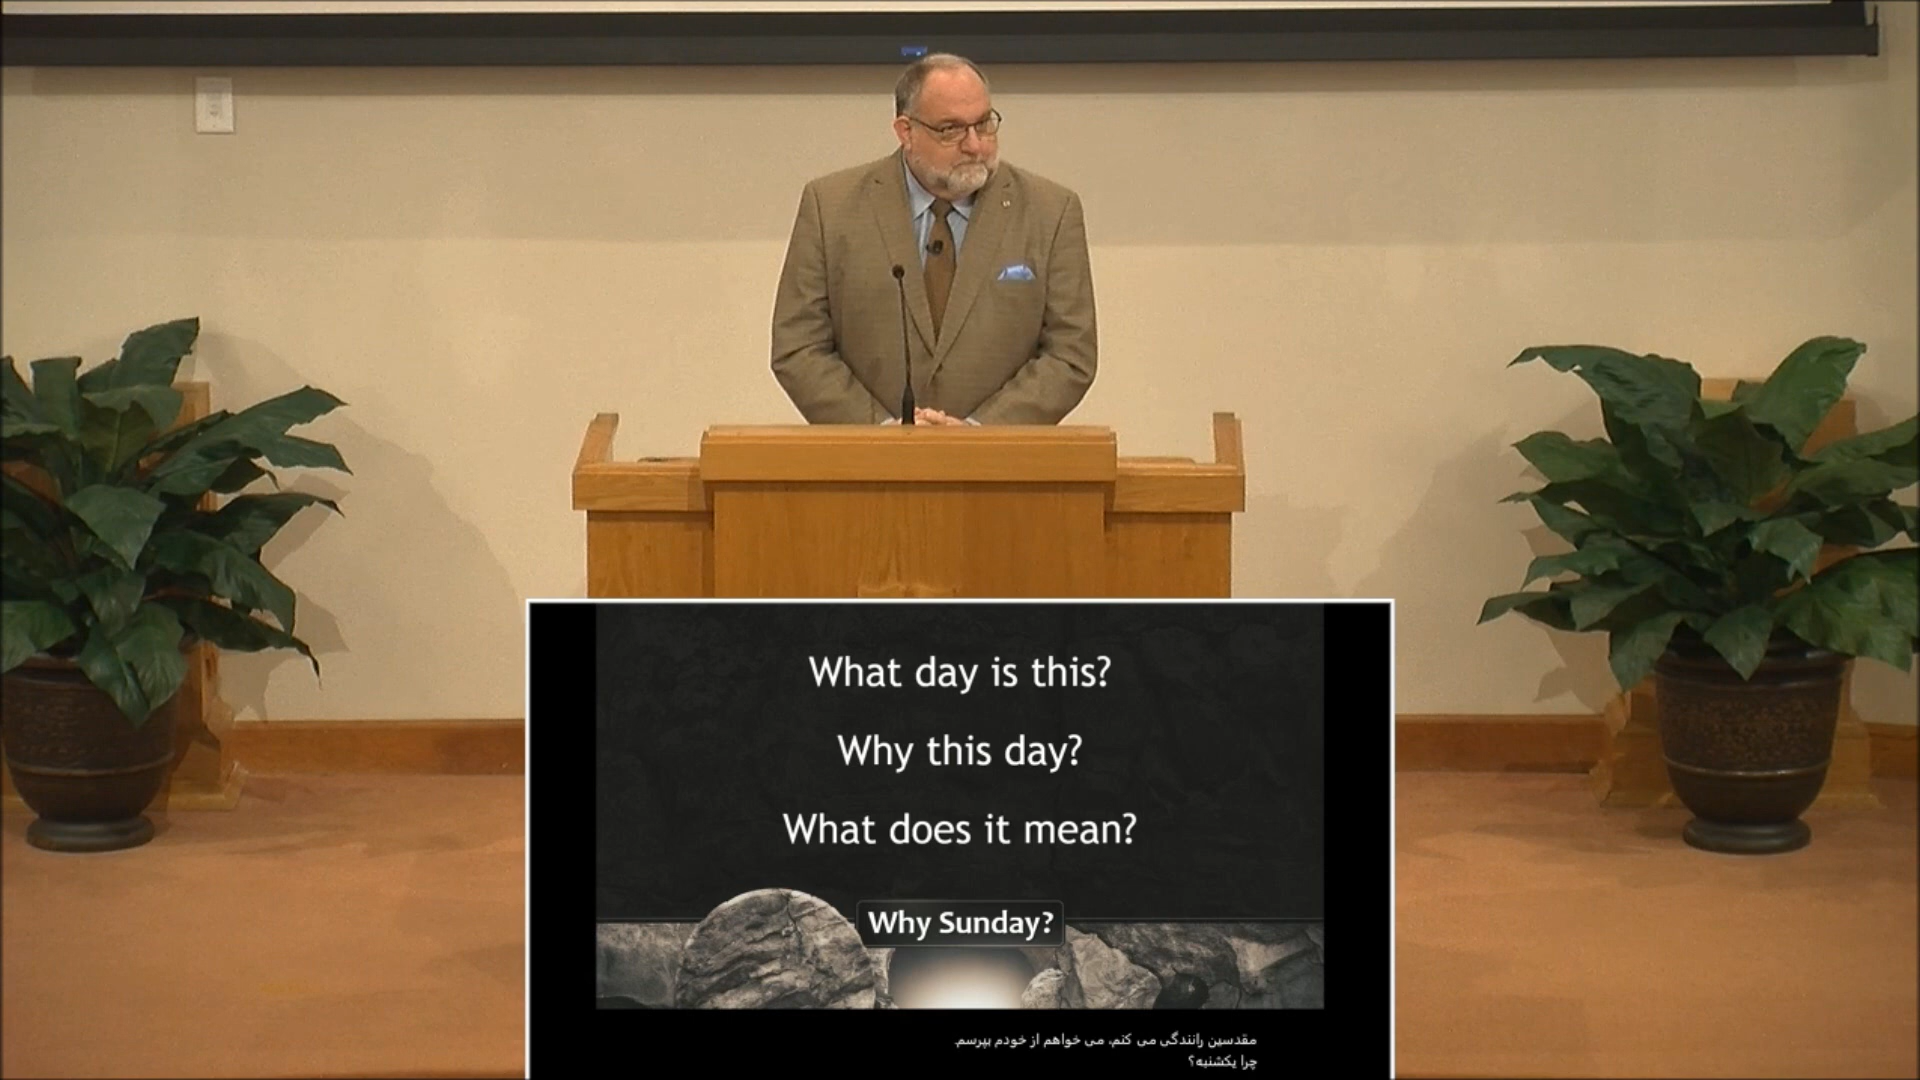 What day is this?
Why this day?
What does it mean?
Why Sunday?
مقدسین رانندگی می کنم، می خواهم از خودم بپرسم.
چرا یکشنبه؟